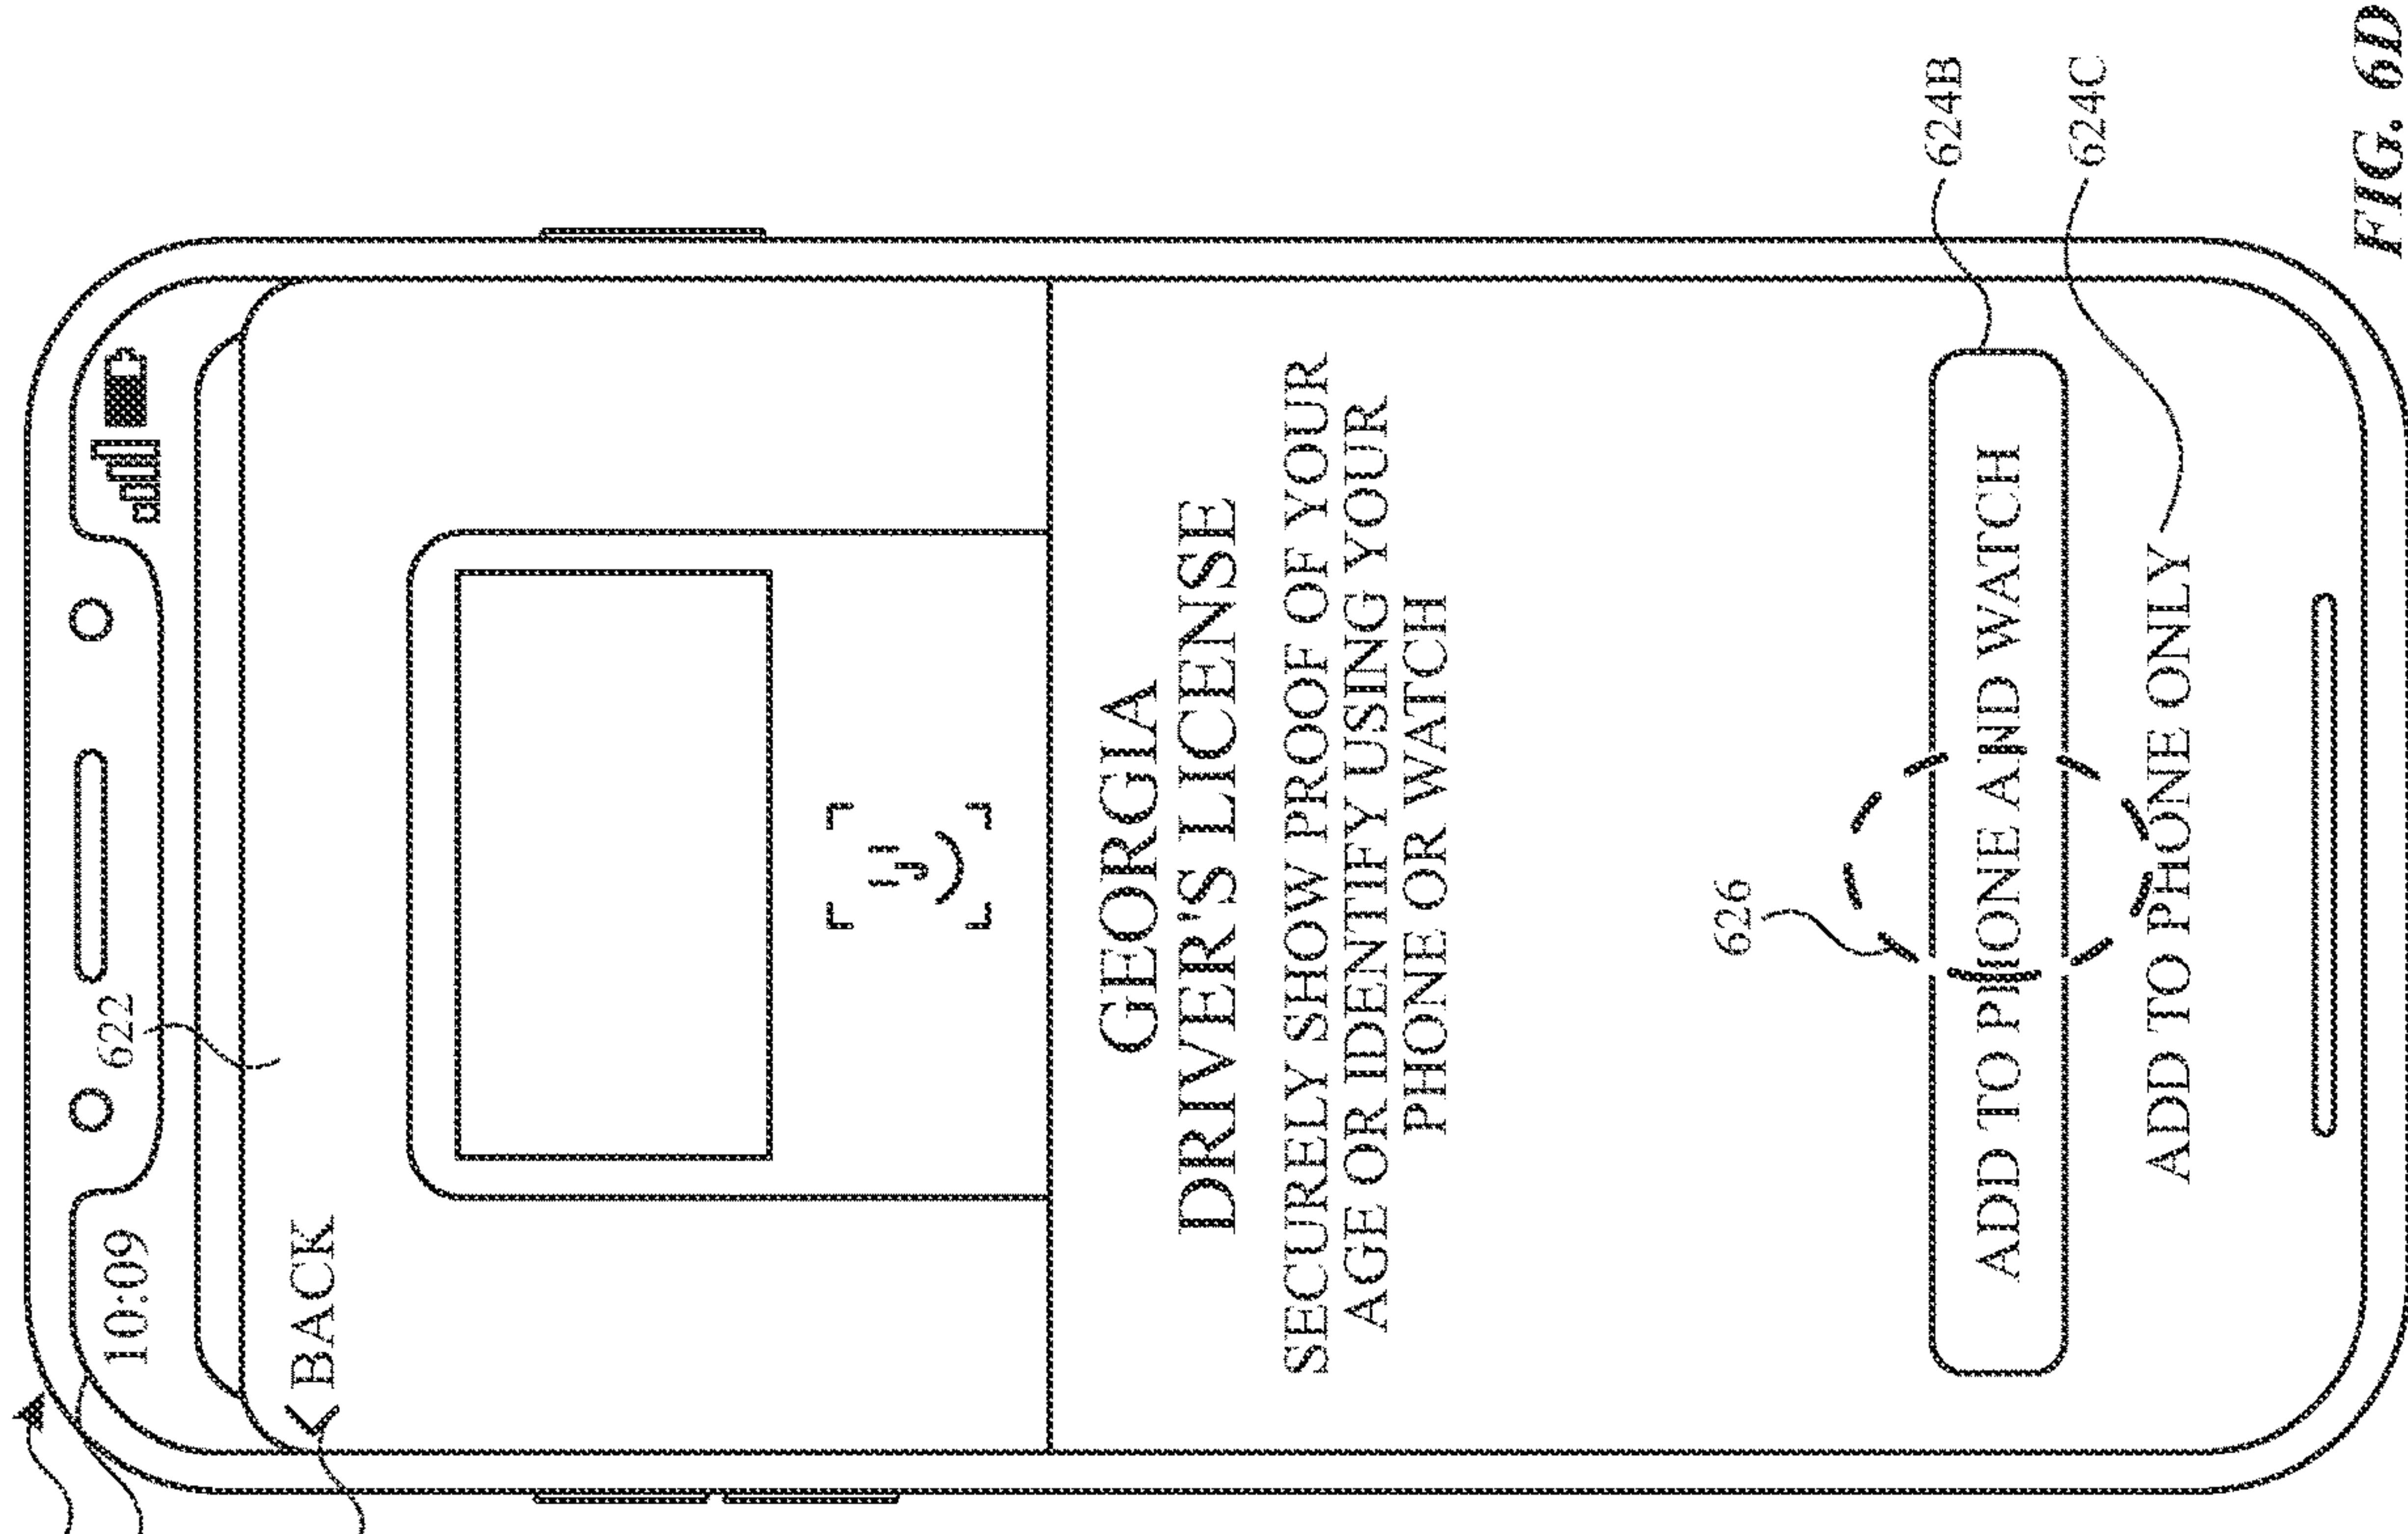 10:09
622
BACK
GEORGIA
DRIVER'S LICENSE
SECURELY SHOW PROOF OF YOUR
AGE OR IDENTIFY USING YOUR
PHONE OR WATCH
626
ADD TO PHONE AND WATCH
624B
ADD TO PHONE ONLY
624C
FIG. 6D